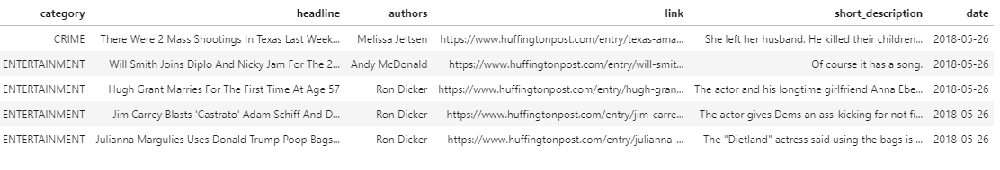 category headline authors link short_description date
CRIME There Were 2 Mass Shootings In Texas Last Week... Melissa Jeltsen https://www.huffingtonpost.com/entry/texas-ama... She left her husband. He killed their children... 2018-05-26
ENTERTAINMENT Will Smith Joins Diplo And Nicky Jam For The 2... Andy McDonald https://www.huffingtonpost.com/entry/will-smit... Of course it has a song. 2018-05-26
ENTERTAINMENT Hugh Grant Marries For The First Time At Age 57 Ron Dicker https://www.huffingtonpost.com/entry/hugh-gran... The actor and his longtime girlfriend Anna Ebe... 2018-05-26
ENTERTAINMENT Jim Carrey Blasts 'Castrato' Adam Schiff And D... Ron Dicker https://www.huffingtonpost.com/entry/jim-carre... The actor gives Dems an ass-kicking for not fi... 2018-05-26
ENTERTAINMENT Julianna Margulies Uses Donald Trump Poop Bags... Ron Dicker https://www.huffingtonpost.com/entry/julianna-... The "Dietland" actress said using the bags is ... 2018-05-26